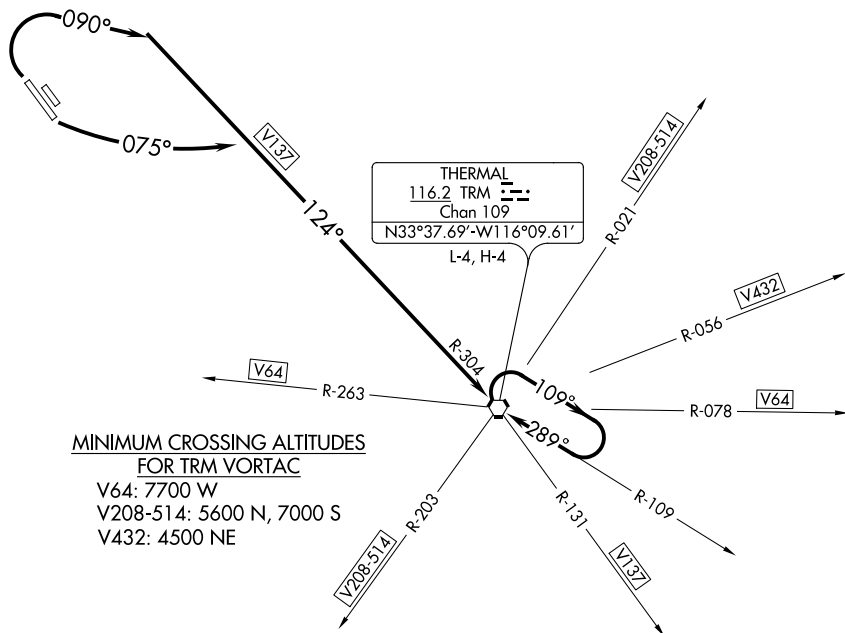 090°
075°
V137
124°
THERMAL
116.2 TRM
Chan 109
N33°37.69'-W116°09.61'
L-4, H-4
V208-514
R-021
V432
R-056
R-304
V64
R-263
109°
289°
R-078
V64
R-109
R-131
V137
R-203
V208-514
MINIMUM CROSSING ALTITUDES
FOR TRM VORTAC
V64: 7700 W
V208-514: 5600 N, 7000 S
V432: 4500 NE